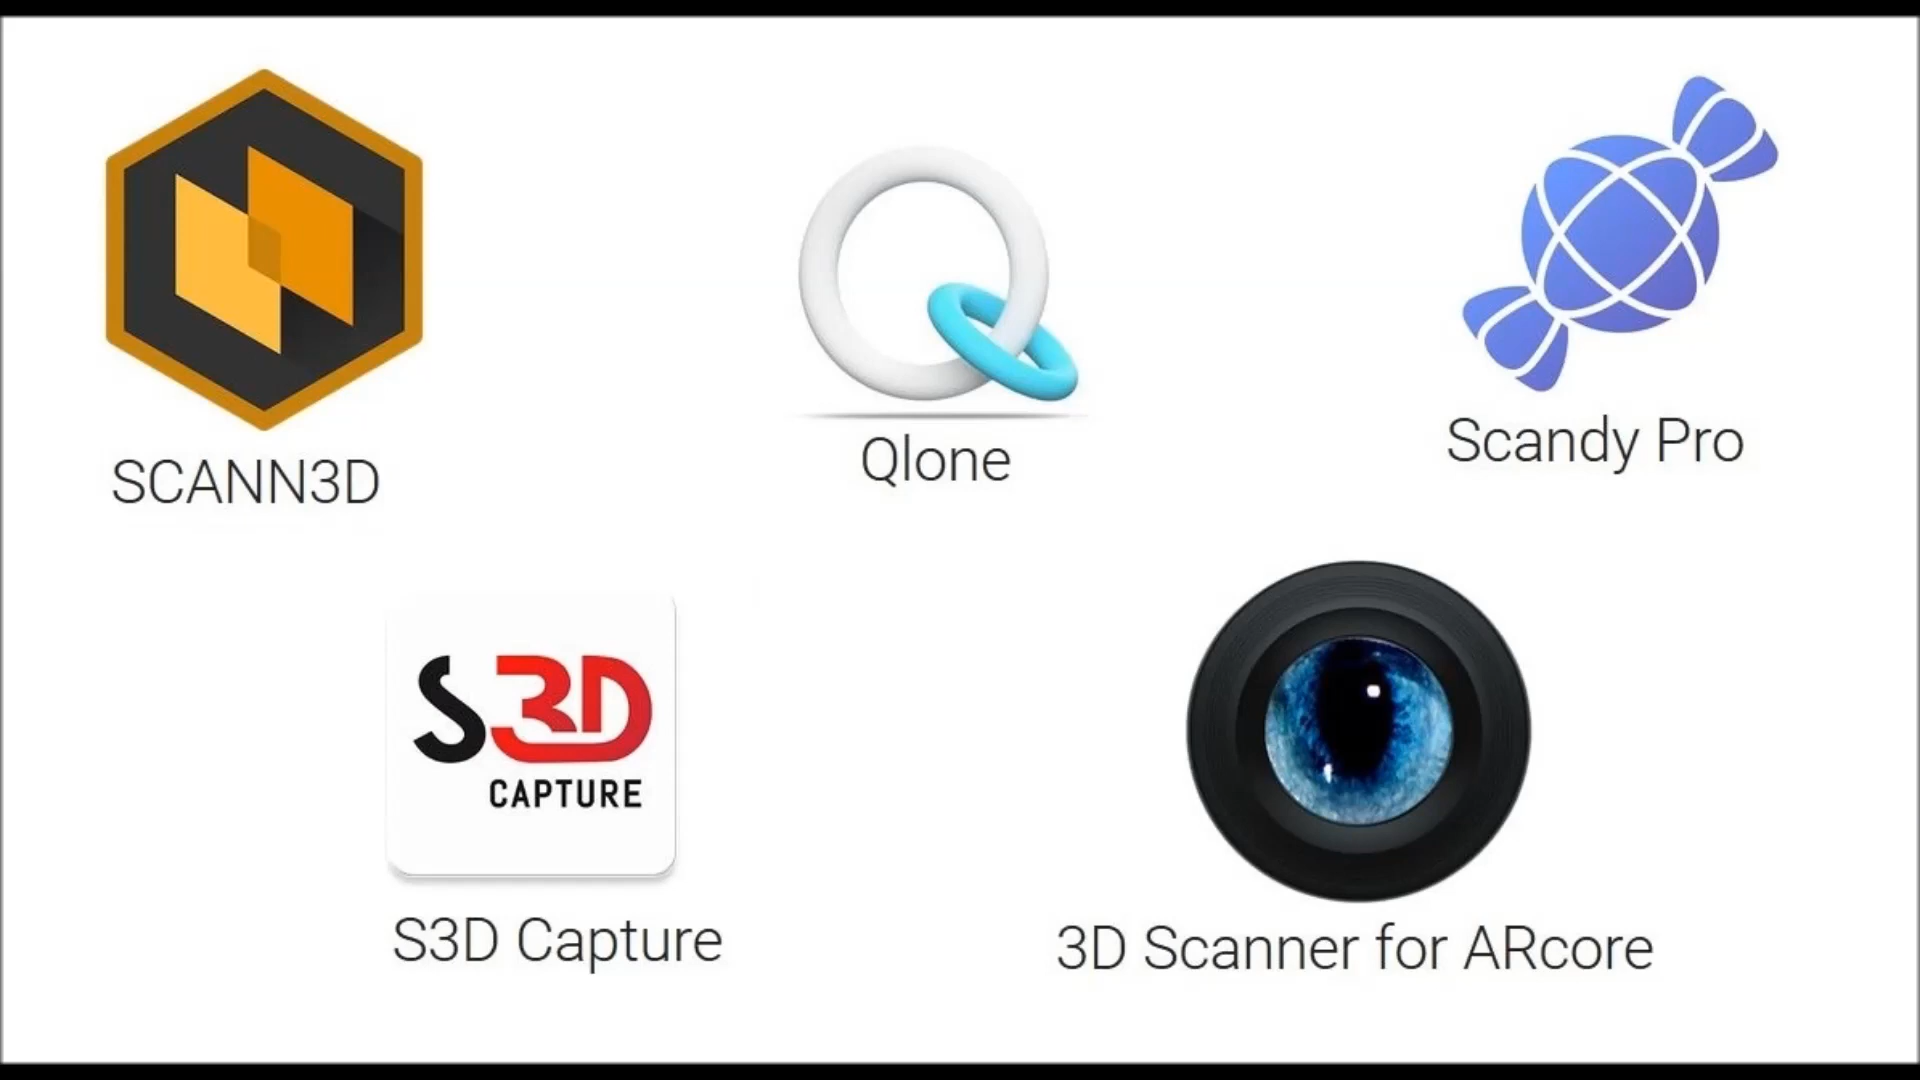 SCANN3D
Qlone
Scandy Pro
S3D
CAPTURE
S3D Capture
3D Scanner for ARcore